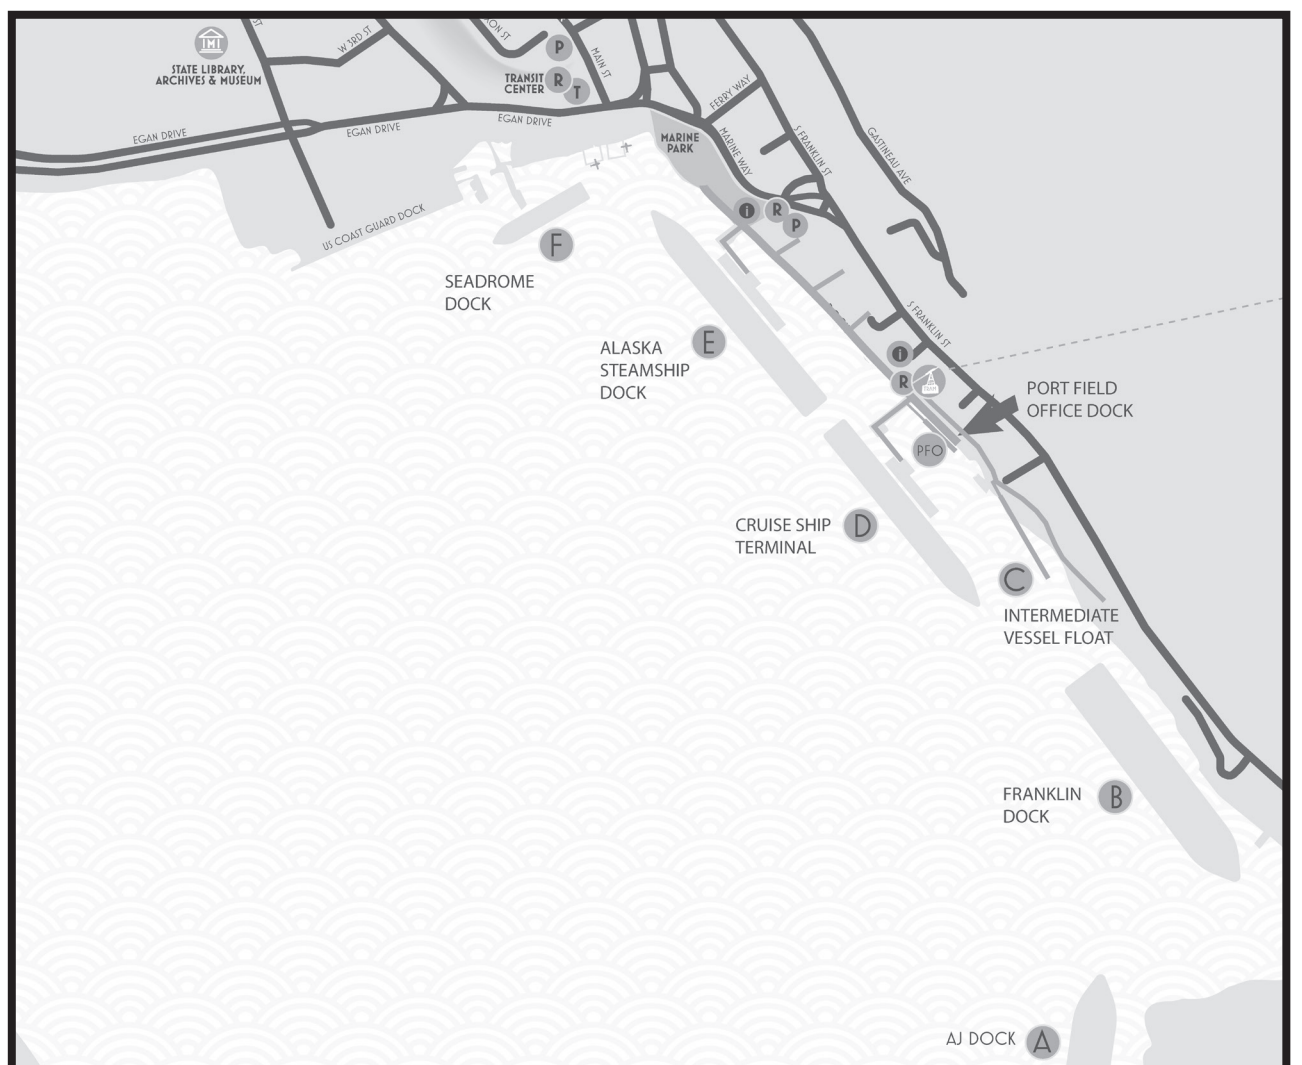 STATE LIBRARY,
ARCHIVES & MUSEUM
ST
W 3RD ST
ST
TRANSIT
CENTER
P
R
T
MAIN ST
EGAN DRIVE
EGAN DRIVE
EGAN DRIVE
MARINE
PARK
FERRY WAY
MARINE WAY
S FRANKLIN ST
GASTINEAU AVE
US COAST GUARD DOCK
i
R
P
F
SEADROME
DOCK
ALASKA
STEAMSHIP
DOCK
E
S FRANKLIN ST
i
R
PORT FIELD
OFFICE DOCK
PFO
CRUISE SHIP
TERMINAL
D
C
INTERMEDIATE
VESSEL FLOAT
FRANKLIN
DOCK
B
AJ DOCK
A